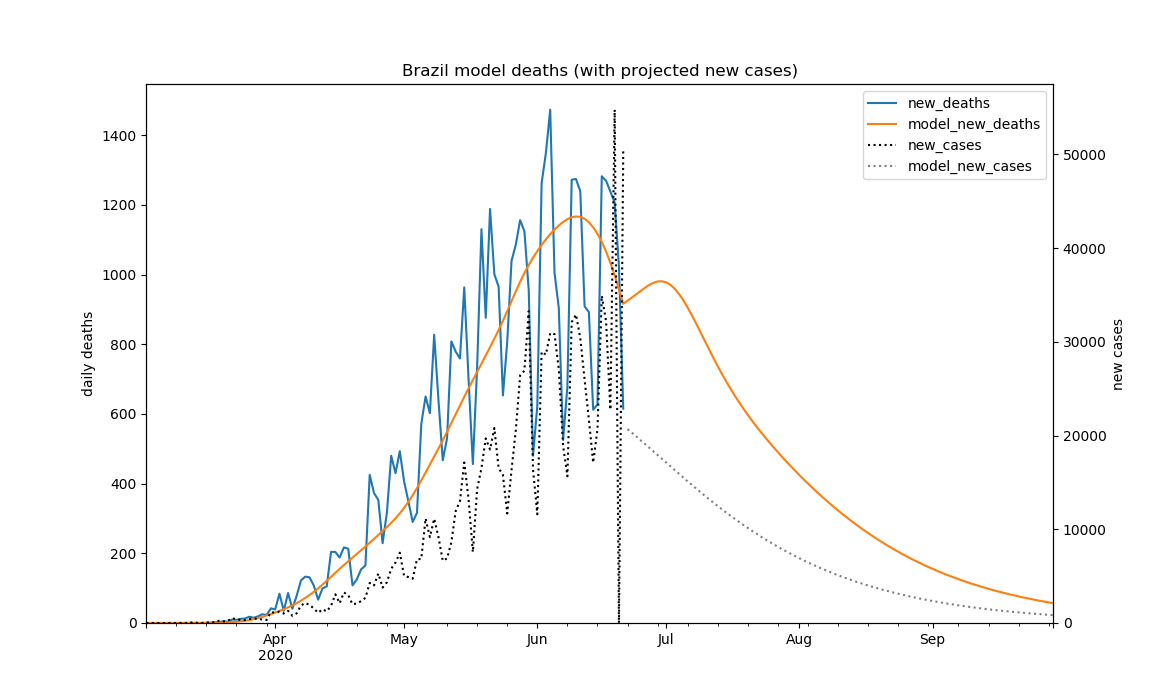 Brazil model deaths (with projected new cases)
new_deaths
model_new_deaths
new_cases
model_new_cases
1400
1200
1000
800
600
400
200
0
daily deaths
50000
40000
30000
20000
10000
0
new cases
Apr
2020
May
Jun
Jul
Aug
Sep